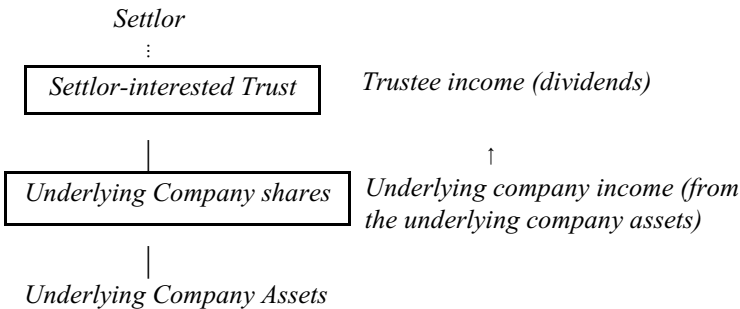 Settlor
Settlor-interested Trust
Trustee income (dividends)
↑
Underlying Company shares
Underlying company income (from
the underlying company assets)
Underlying Company Assets